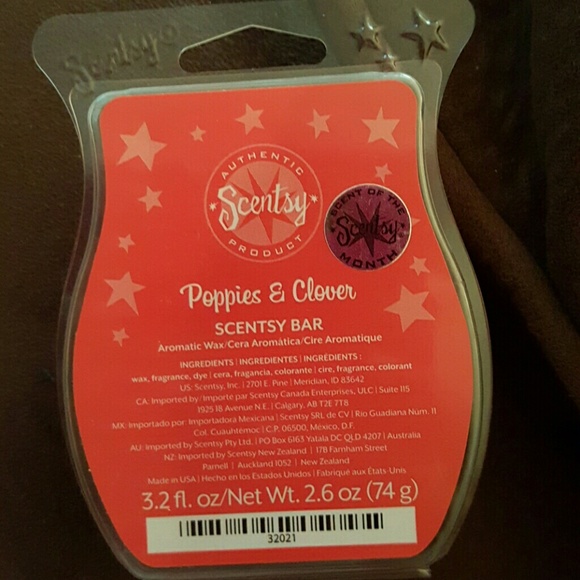 Scentsy
AUTHENTIC
Scentsy
PRODUCT
SCENT OF THE
Scentsy
MONTH
Poppies & Clover
SCENTSY BAR
Aromatic Wax/Cera Aromática/Cire Aromatique
INGREDIENTS | INGREDIENTES | INGRÉDIENTS :
wax, fragrance, dye | cera, fragancia, colorante | cire, fragrance, colorant
US: Scentsy, Inc. | 2701 E. Pine | Meridian, ID 83642
CA: Imported by/Importé par Scentsy Canada Enterprises, ULC | Suite 115
1925 18 Avenue N.E. | Calgary, AB T2E 7T8
MX: Importado por: Importadora Mexicana | Scentsy SRL de CV | Río Guadiana Núm. 11
Col. Cuauhtémoc | C.P. 06500, México, D.F.
AU: Imported by Scentsy Pty Ltd. | PO Box 6163 Yatala DC QLD 4207 | Australia
NZ: Imported by Scentsy New Zealand | 17B Farnham Street
Parnell | Auckland 1052 | New Zealand
Made in USA | Hecho en los Estados Unidos | Fabriqué aux États-Unis
3.2 fl. oz/Net Wt. 2.6 oz (74 g)
32021